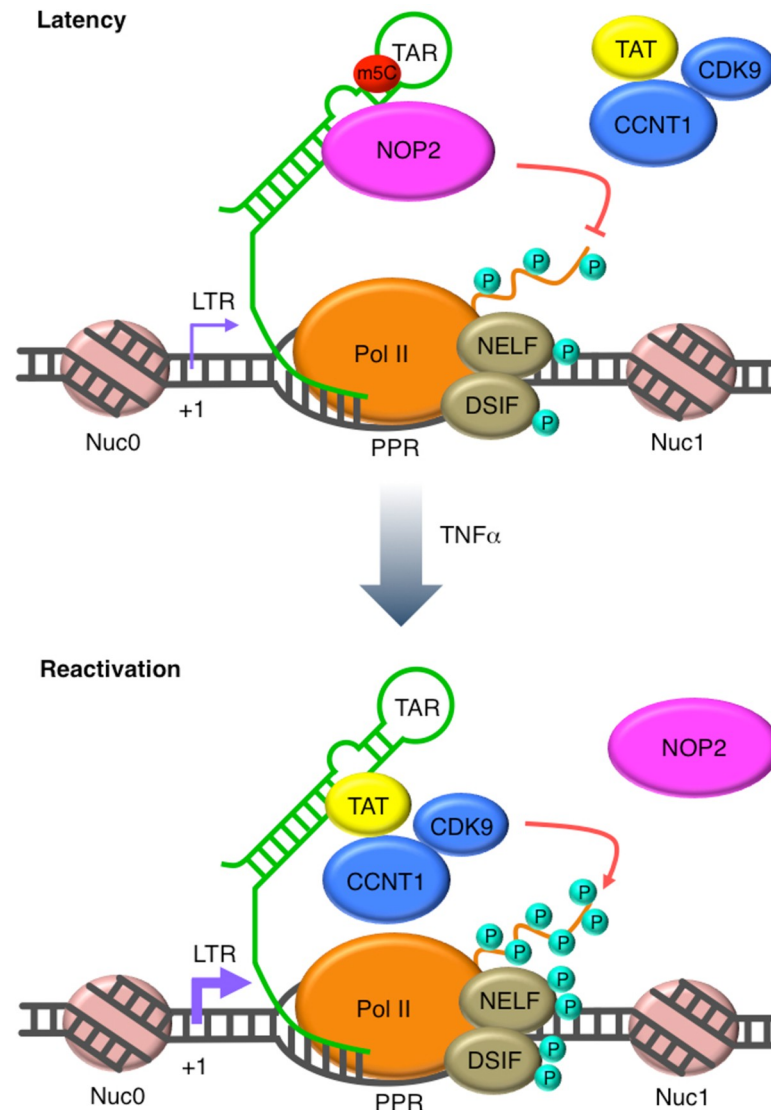 Latency
TAR
m5C
NOP2
TAT
CDK9
CCNT1
P
P
P
LTR
Pol II
NELF
P
DSIF
P
+1
Nuc0
PPR
Nuc1
TNFα
Reactivation
TAR
NOP2
TAT
CDK9
CCNT1
P
P
P
P
P
P
P
LTR
Pol II
NELF
P
P
DSIF
P
P
+1
Nuc0
PPR
Nuc1